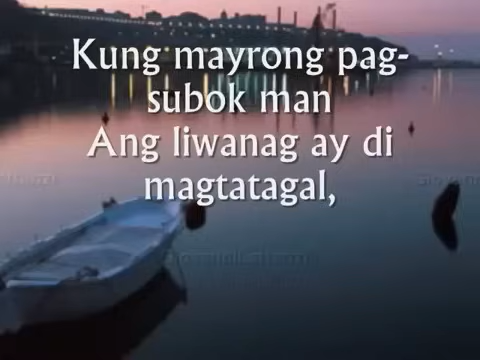 Kung mayrong pag-
subok man
Ang liwanag ay di
magtatagal,